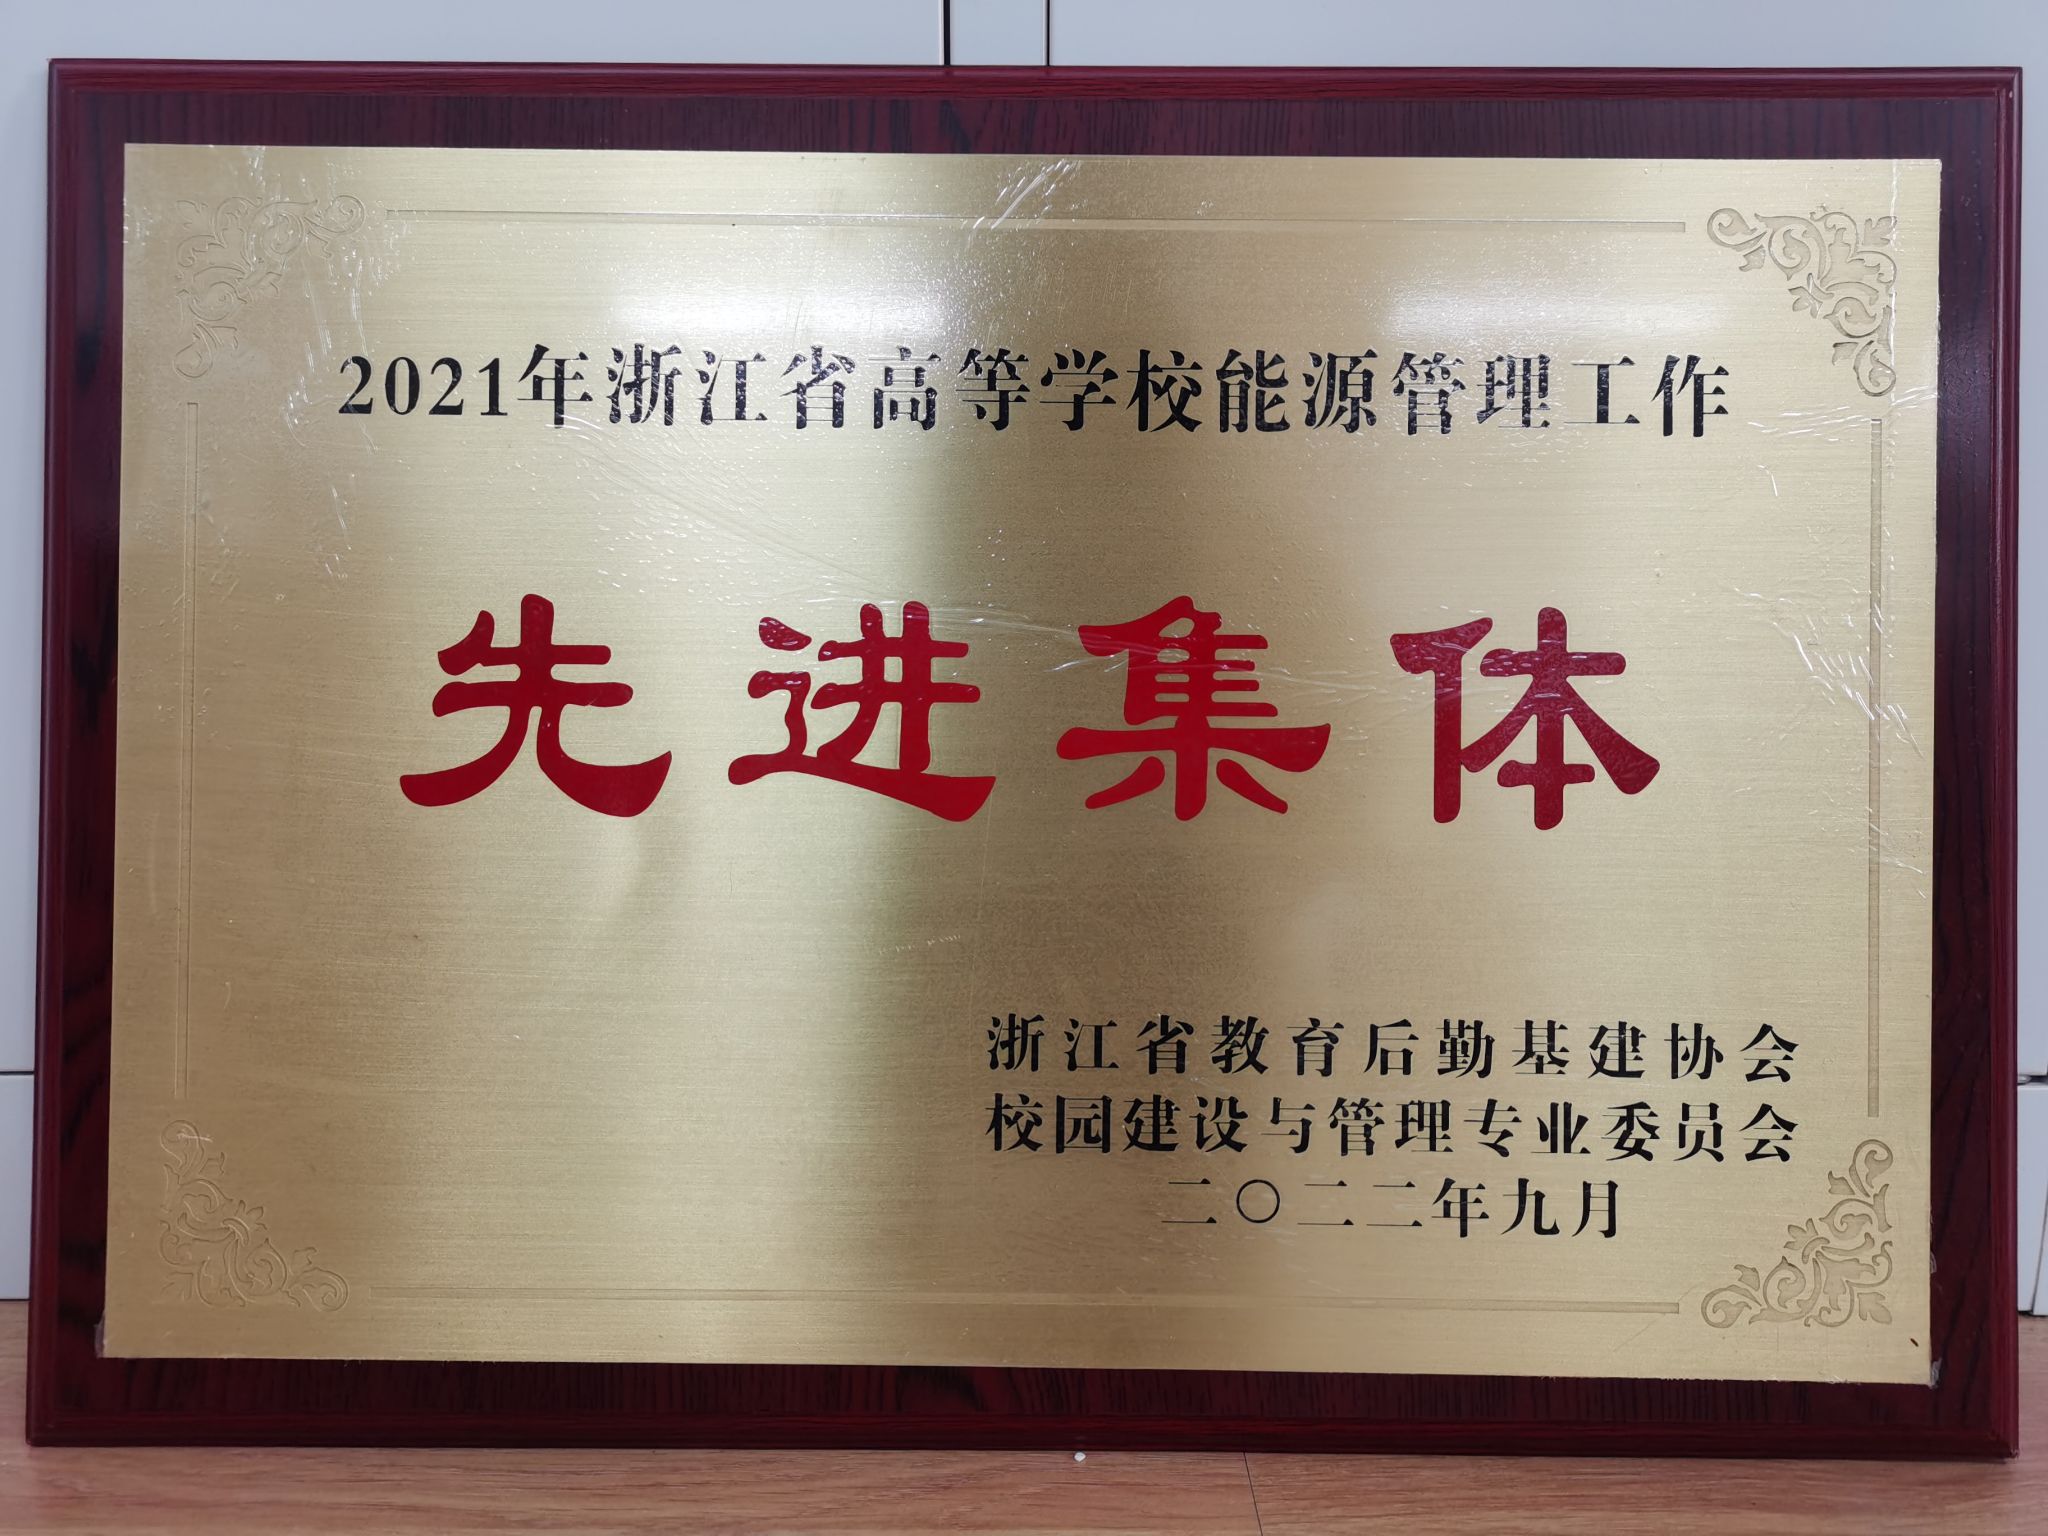 2021年浙江省高等学校能源管理工作
先进集体
浙江省教育后勤基建协会
校园建设与管理专业委员会
二〇二二年九月